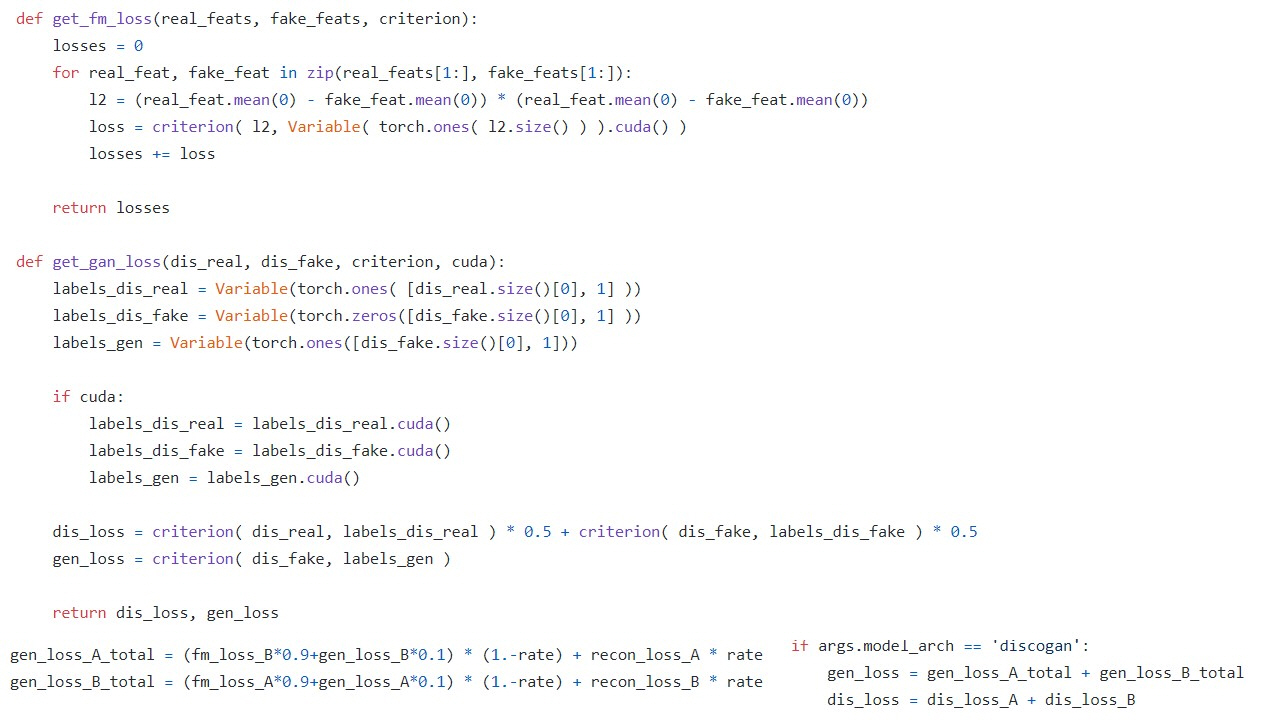 def get_fm_loss(real_feats, fake_feats, criterion):
    losses = 0
    for real_feat, fake_feat in zip(real_feats[1:], fake_feats[1:]):
        l2 = (real_feat.mean(0) - fake_feat.mean(0)) * (real_feat.mean(0) - fake_feat.mean(0))
        loss = criterion( l2, Variable( torch.ones( l2.size() ) ).cuda() )
        losses += loss

    return losses

def get_gan_loss(dis_real, dis_fake, criterion, cuda):
    labels_dis_real = Variable(torch.ones( [dis_real.size()[0], 1] ))
    labels_dis_fake = Variable(torch.zeros([dis_fake.size()[0], 1] ))
    labels_gen = Variable(torch.ones([dis_fake.size()[0], 1]))

    if cuda:
        labels_dis_real = labels_dis_real.cuda()
        labels_dis_fake = labels_dis_fake.cuda()
        labels_gen = labels_gen.cuda()

    dis_loss = criterion( dis_real, labels_dis_real ) * 0.5 + criterion( dis_fake, labels_dis_fake ) * 0.5
    gen_loss = criterion( dis_fake, labels_gen )

    return dis_loss, gen_loss
gen_loss_A_total = (fm_loss_B*0.9+gen_loss_B*0.1) * (1.-rate) + recon_loss_A * rate
gen_loss_B_total = (fm_loss_A*0.9+gen_loss_A*0.1) * (1.-rate) + recon_loss_B * rate
if args.model_arch == 'discogan':
    gen_loss = gen_loss_A_total + gen_loss_B_total
    dis_loss = dis_loss_A + dis_loss_B